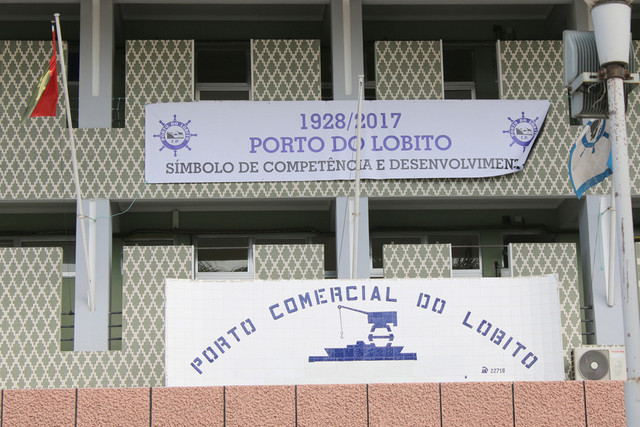 1928/2017
PORTO DO LOBITO
SÍMBOLO DE COMPETÊNCIA E DESENVOLVIMEN
PORTO COMERCIAL DO LOBITO